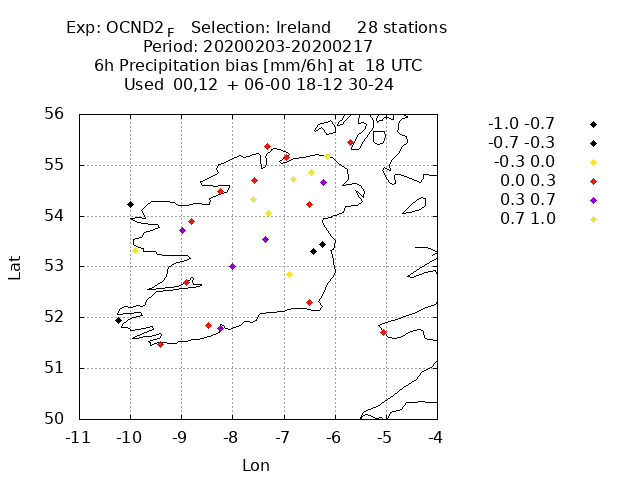 Exp: OCND2_F Selection: Ireland 28 stations
Period: 20200203-20200217
6h Precipitation bias [mm/6h] at 18 UTC
Used 00,12 + 06-00 18-12 30-24
-1.0 -0.7
-0.7 -0.3
-0.3 0.0
0.0 0.3
0.3 0.7
0.7 1.0
56
55
54
53
52
51
50
Lat
-11 -10 -9 -8 -7 -6 -5 -4
Lon